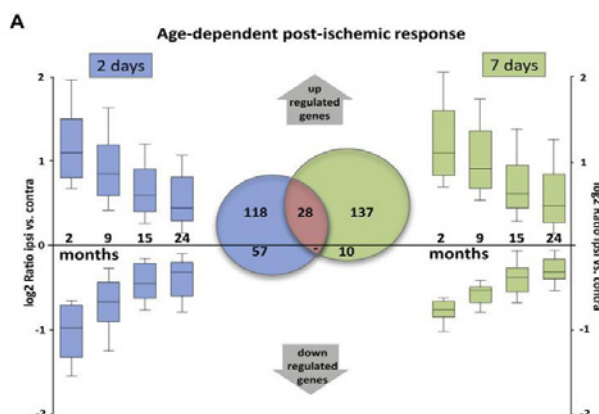 A
Age-dependent post-ischemic response
2 days
7 days
up
regulated
genes
2
1
0
-1
-2
log2 Ratio ipsi vs. contra
2 9 15 24
months
118 28 137
57 - 10
2 9 15 24
months
2
1
0
-1
-2
log2 Ratio ipsi vs. contra
down
regulated
genes